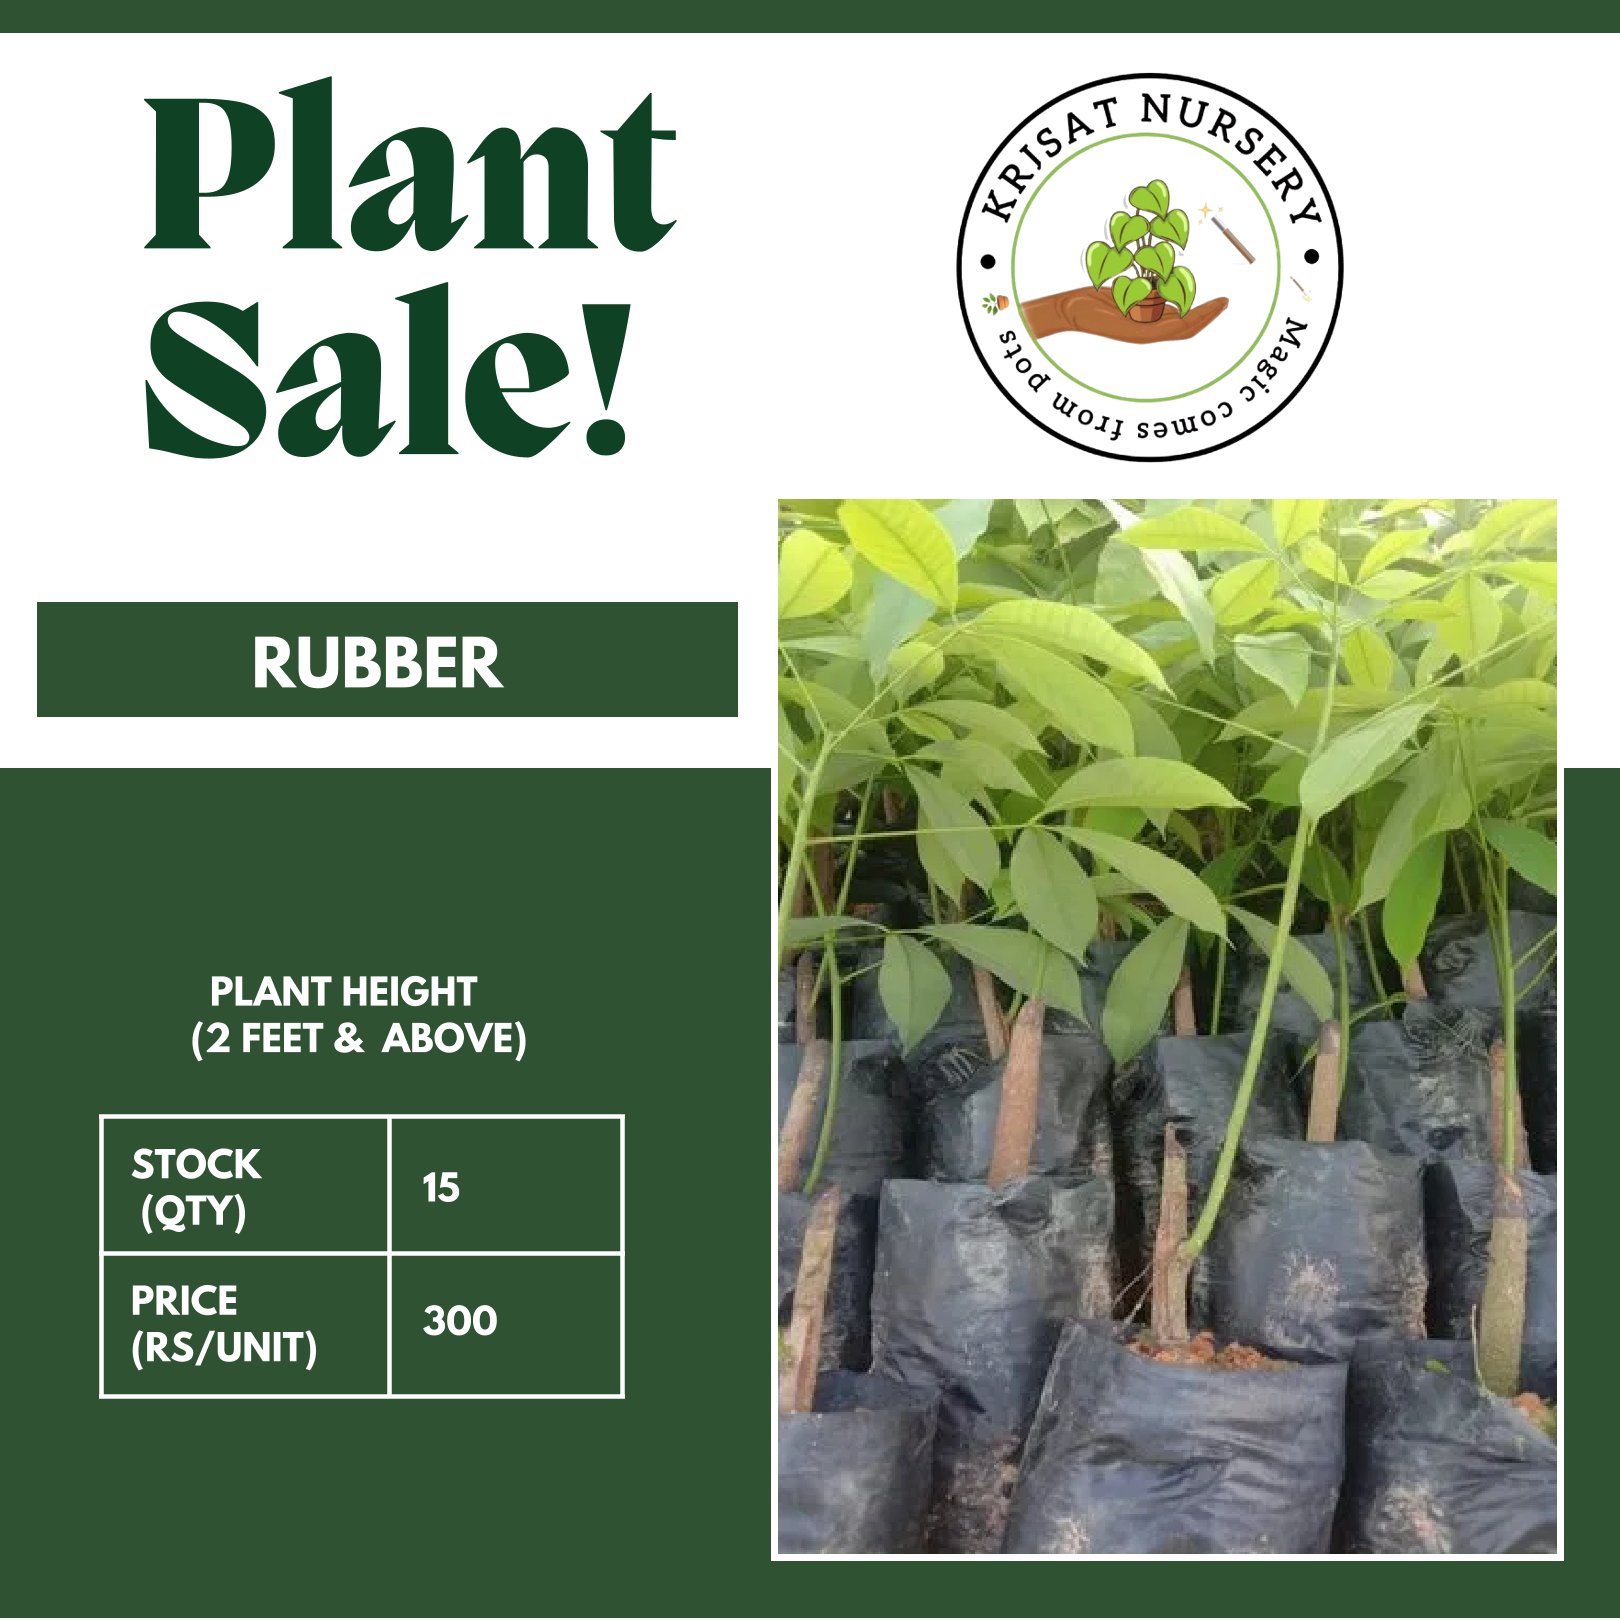 Plant
Sale!
KRJSAT NURSERY
Magic comes from pots
RUBBER
PLANT HEIGHT
(2 FEET & ABOVE)
STOCK
(QTY)
15
PRICE
(RS/UNIT)
300